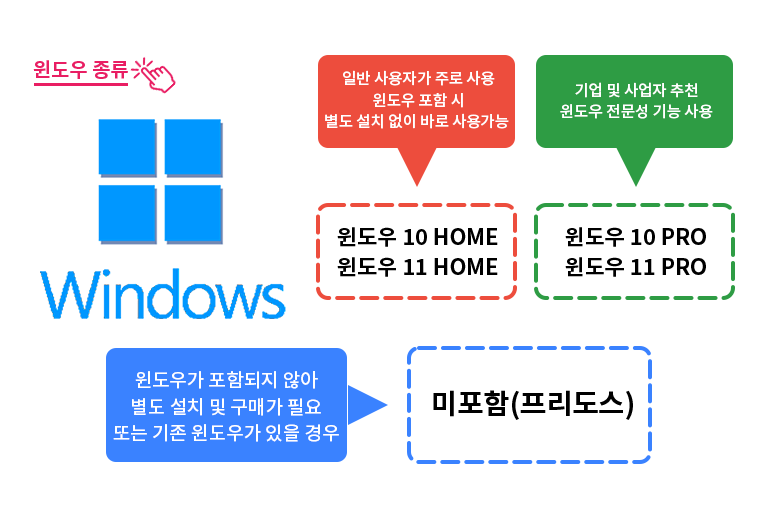 윈도우 종류
Windows
일반 사용자가 주로 사용
윈도우 포함 시
별도 설치 없이 바로 사용가능
윈도우 10 HOME
윈도우 11 HOME
기업 및 사업자 추천
윈도우 전문성 기능 사용
윈도우 10 PRO
윈도우 11 PRO
윈도우가 포함되지 않아
별도 설치 및 구매가 필요
또는 기존 윈도우가 있을 경우
미포함(프리도스)